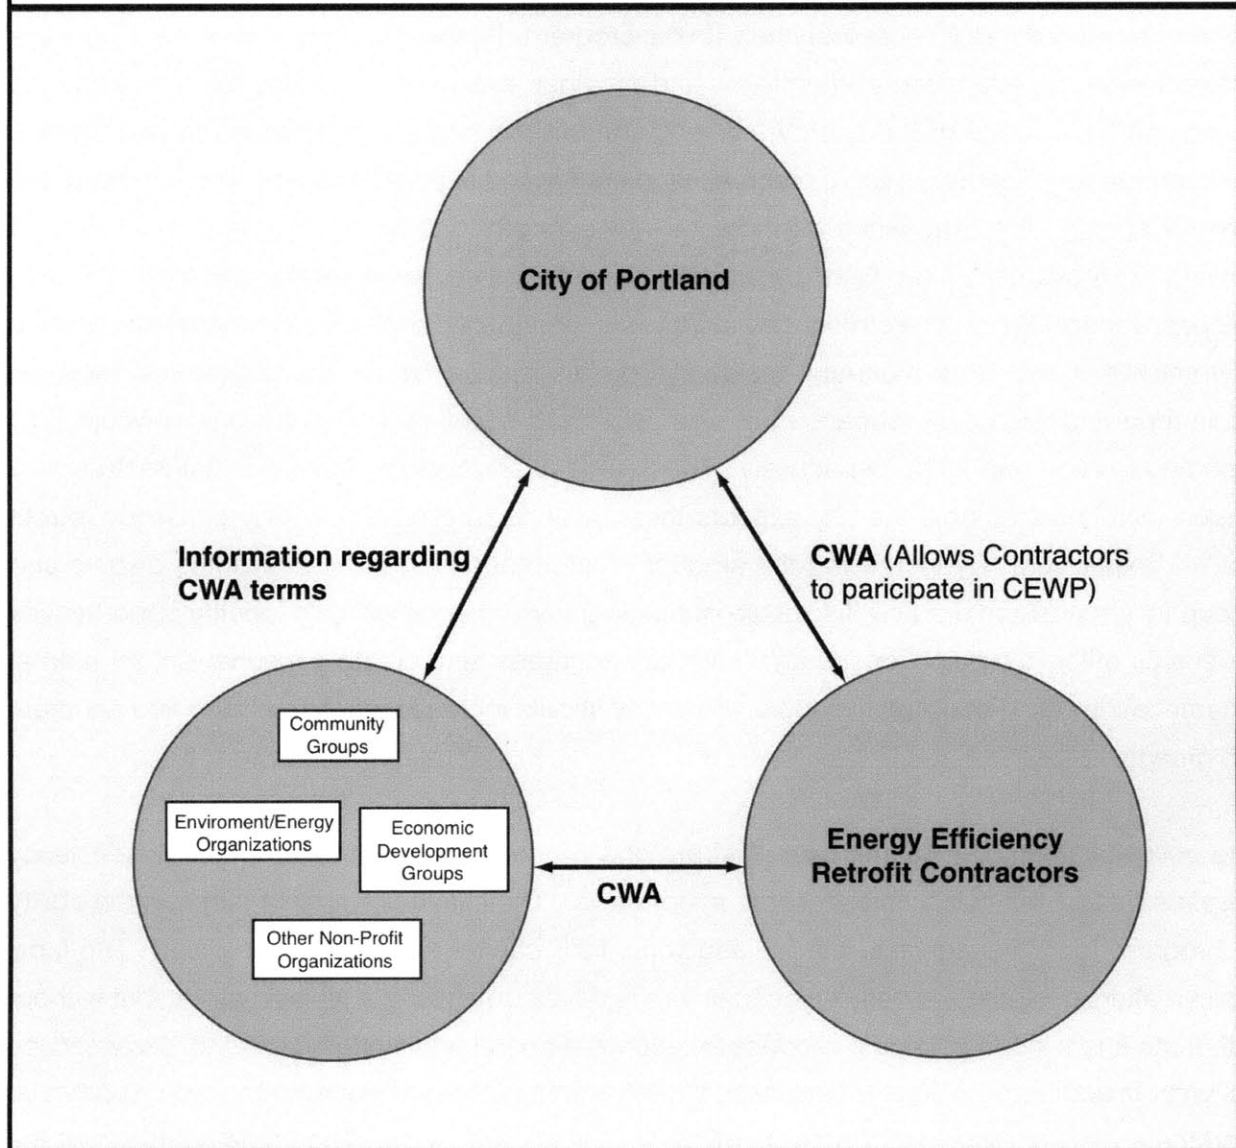 City of Portland
Information regarding
CWA terms
CWA (Allows Contractors
to paricipate in CEWP)
Community
Groups
Enviroment/Energy
Organizations
Economic
Development
Groups
Other Non-Profit
Organizations
CWA
Energy Efficiency
Retrofit Contractors